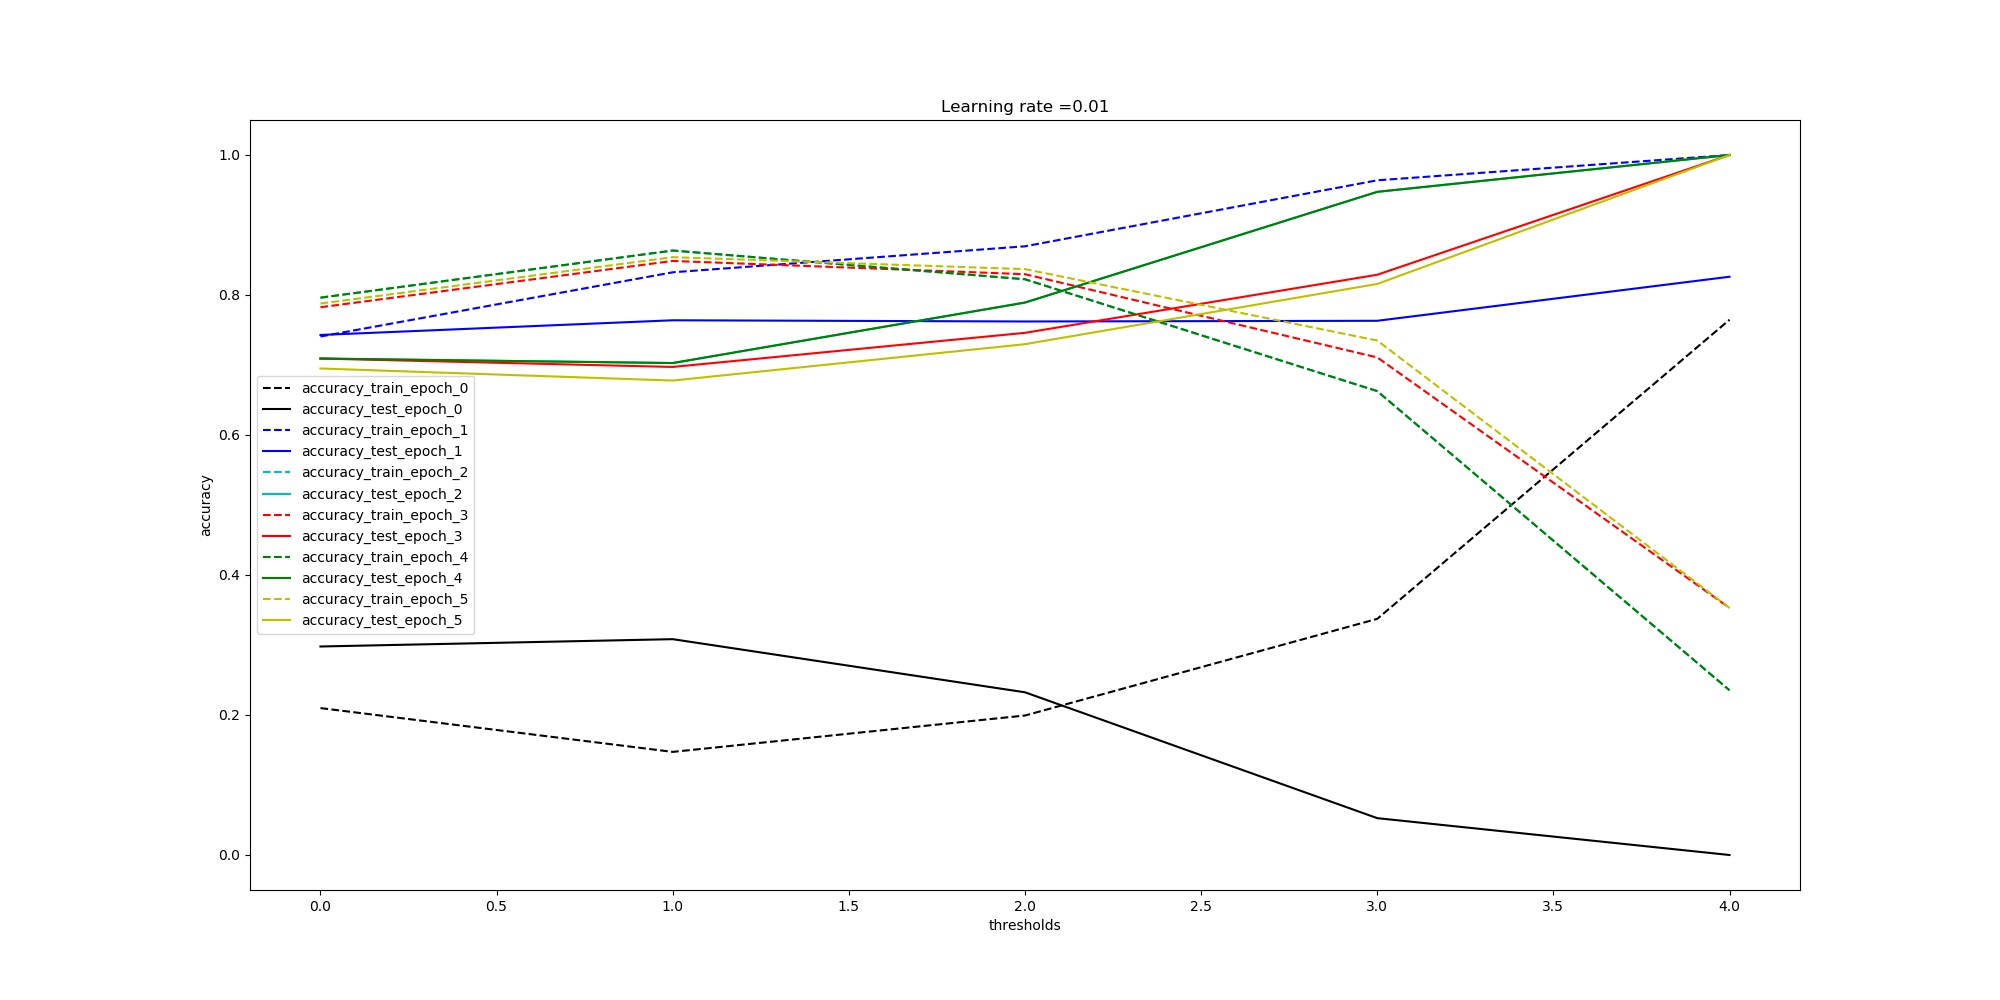 Learning rate =0.01
1.0
0.8
0.6
0.4
0.2
0.0
accuracy
accuracy_train_epoch_0
accuracy_test_epoch_0
accuracy_train_epoch_1
accuracy_test_epoch_1
accuracy_train_epoch_2
accuracy_test_epoch_2
accuracy_train_epoch_3
accuracy_test_epoch_3
accuracy_train_epoch_4
accuracy_test_epoch_4
accuracy_train_epoch_5
accuracy_test_epoch_5
0.0 0.5 1.0 1.5 2.0 2.5 3.0 3.5 4.0
thresholds